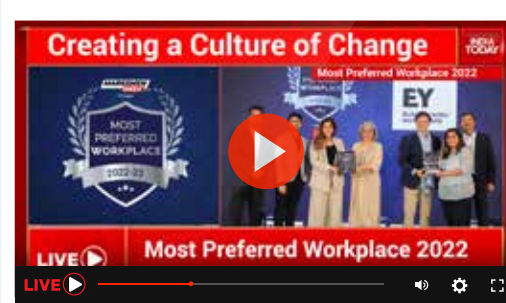 Creating a Culture of Change
INDIA
TODAY
Most Preferred Workplace 2022
MOST
PREFERRED
WORKPLACE
2022-23
EY
LIVE
Most Preferred Workplace 2022
LIVE